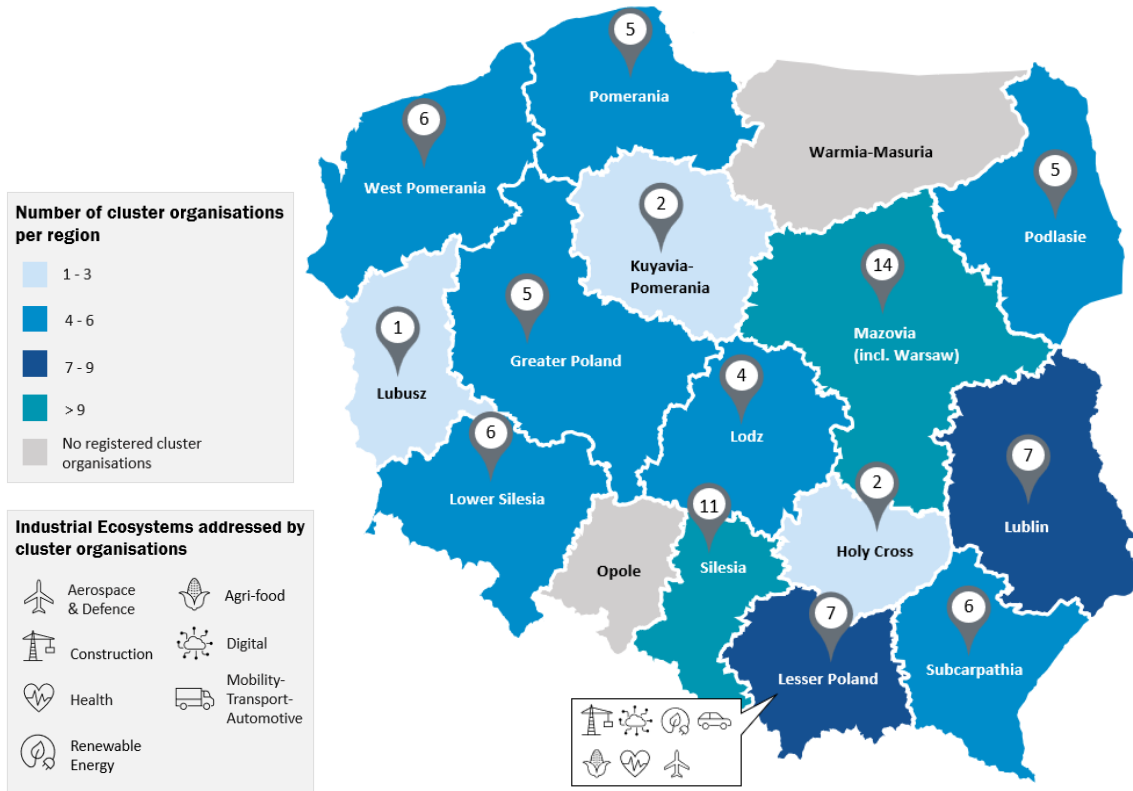 5
Pomerania
6
West Pomerania
Warmia-Masuria
5
Podlasie
2
Kuyavia-
Pomerania
14
Mazovia
(incl. Warsaw)
5
Greater Poland
1
Lubusz
4
Lodz
6
Lower Silesia
7
Lublin
2
Holy Cross
11
Silesia
Opole
7
Lesser Poland
6
Subcarpathia
Number of cluster organisations
per region
1 - 3
4 - 6
7 - 9
> 9
No registered cluster
organisations
Industrial Ecosystems addressed by
cluster organisations
Aerospace
& Defence
Agri-food
Construction
Digital
Health
Mobility-
Transport-
Automotive
Renewable
Energy